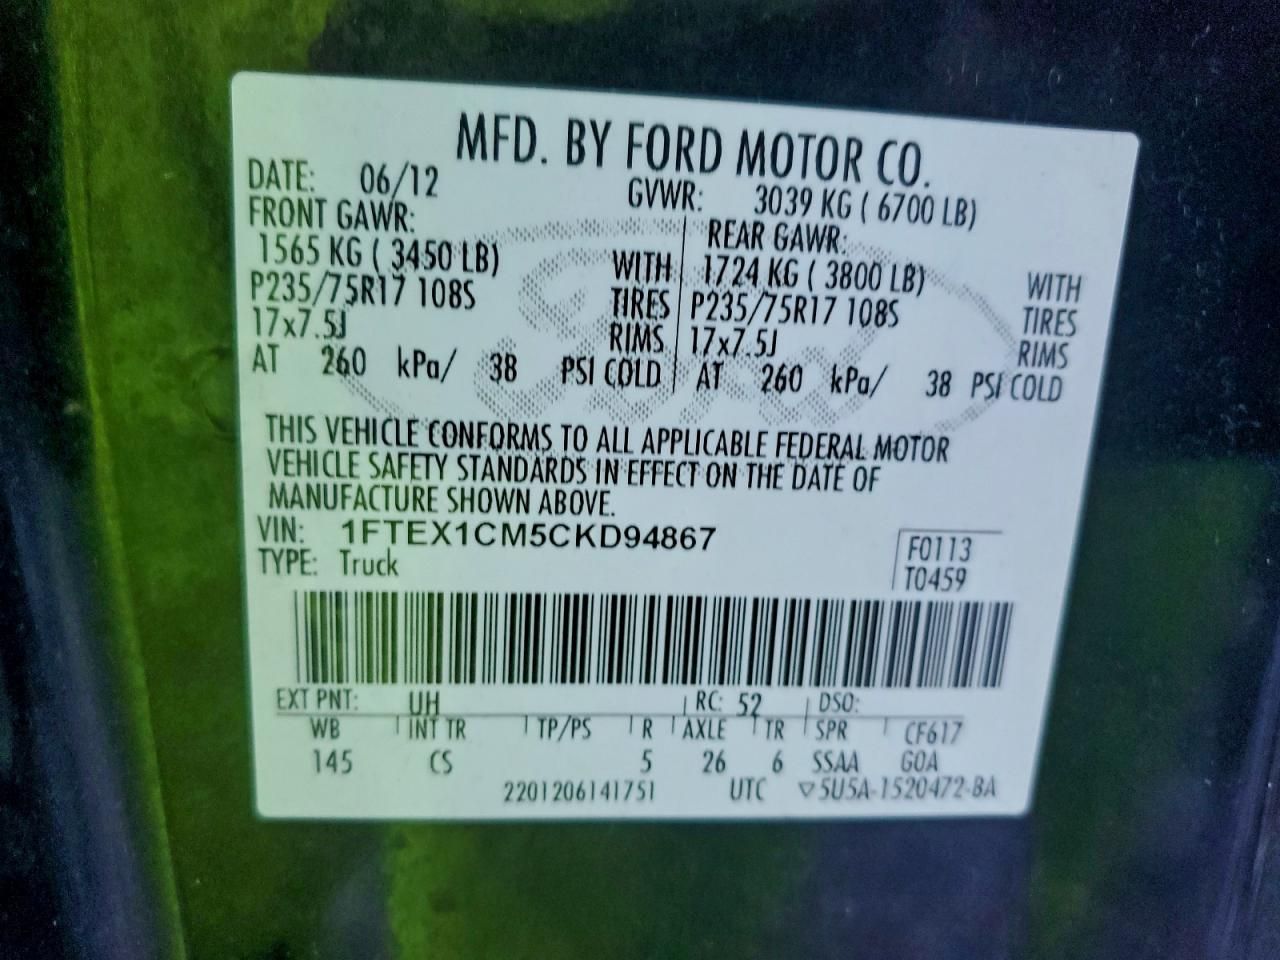 MFD. BY FORD MOTOR CO.
DATE: 06/12 GVWR: 3039 KG ( 6700 LB)
FRONT GAWR: REAR GAWR:
1565 KG ( 3450 LB) WITH 1724 KG ( 3800 LB) WITH
P235/75R17 108S TIRES P235/75R17 108S TIRES
17x7.5J RIMS 17x7.5J RIMS
AT 260 kPa/ 38 PSI COLD AT 260 kPa/ 38 PSI COLD
THIS VEHICLE CONFORMS TO ALL APPLICABLE FEDERAL MOTOR
VEHICLE SAFETY STANDARDS IN EFFECT ON THE DATE OF
MANUFACTURE SHOWN ABOVE.
VIN: 1FTEX1CM5CKD94867
TYPE: Truck
F0113
T0459
EXT PNT: UH RC: 52 DSO:
WB INT TR TP/PS R AXLE TR SPR CF617
145 CS 5 26 6 SSAA GOA
2201206141751 UTC ▽5U5A-1520472-BA